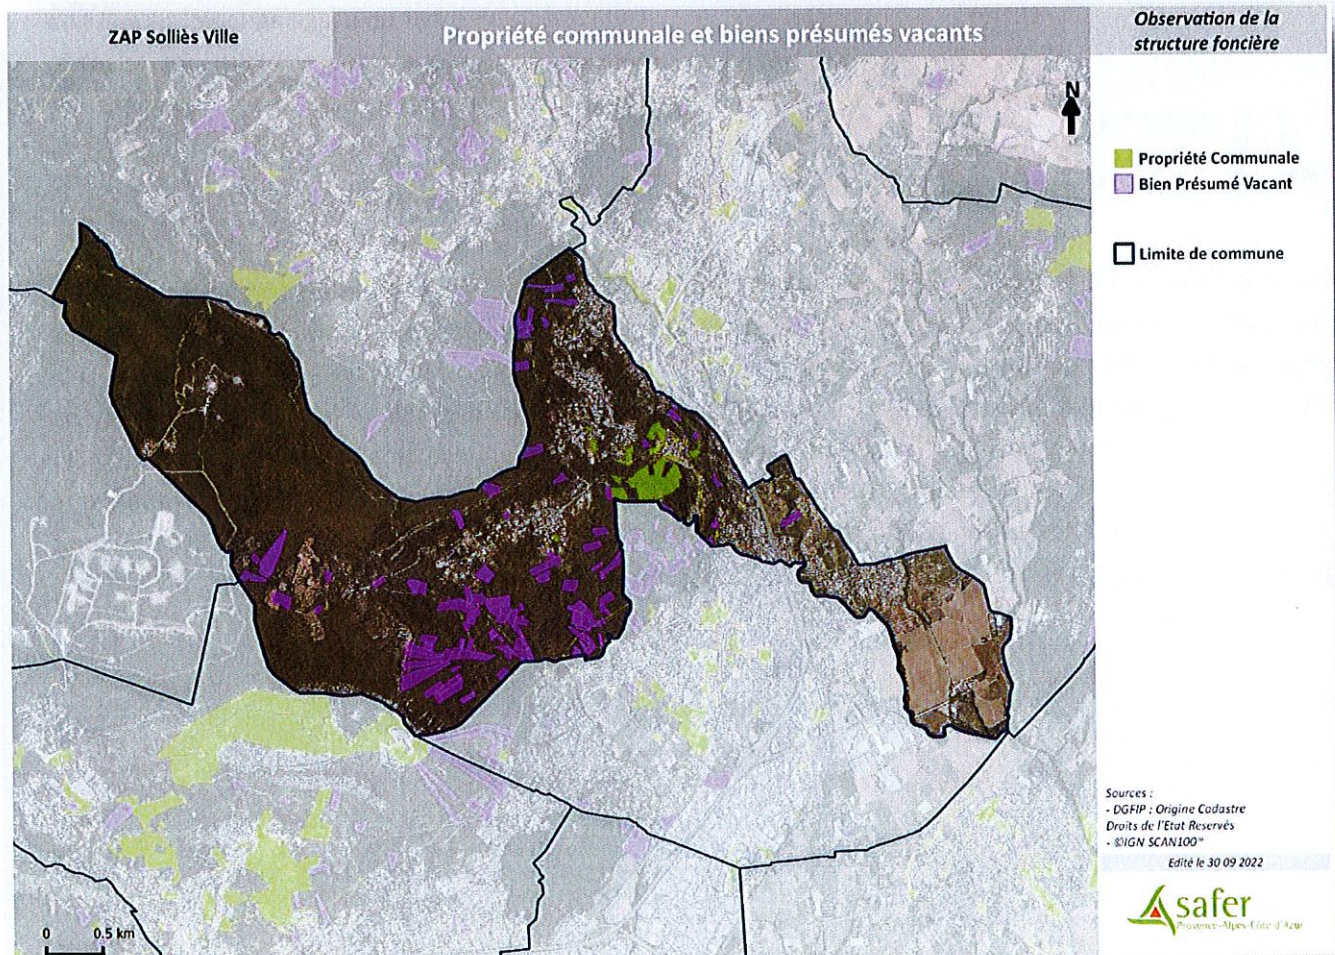 ZAP Solliès Ville
Propriété communale et biens présumés vacants
Observation de la
structure foncière
N
Propriété Communale
Bien Présumé Vacant
Limite de commune
Sources :
- DGFIP : Origine Cadastre
Droits de l'Etat Reservés
- ©IGN SCAN100®
Edité le 30 09 2022
safer
Provence-Alpes-Côte d'Azur
0 0.5 km